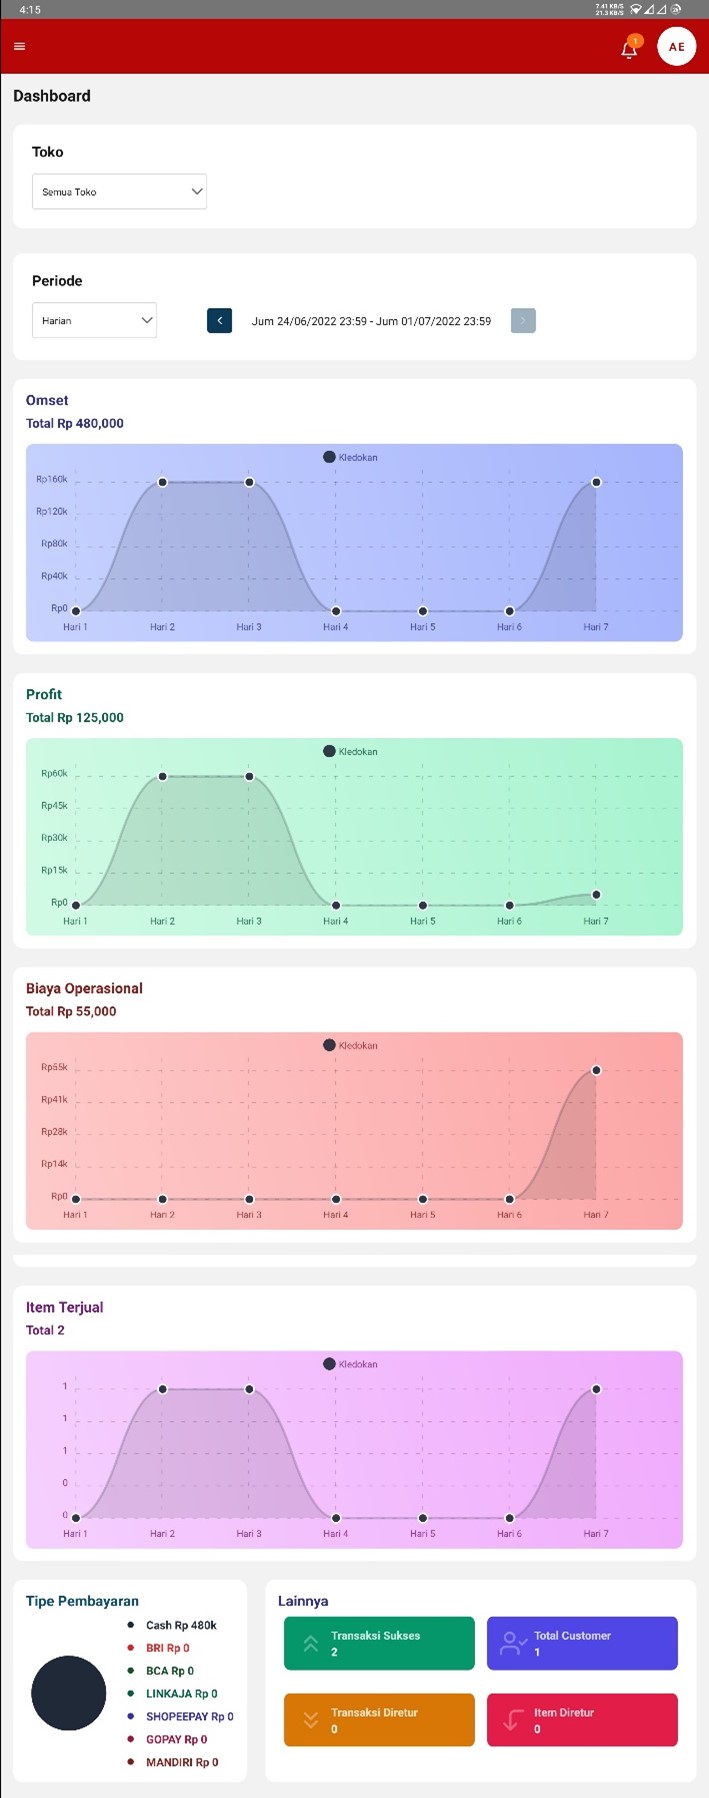 4:15
7.41 KB/S
21.3 KB/S
1
AE
Dashboard
Toko
Semua Toko
Periode
Harian
Jum 24/06/2022 23:59 - Jum 01/07/2022 23:59
Omset
Total Rp 480,000
Kledokan
Rp160k
Rp120k
Rp80k
Rp40k
Rp0
Hari 1 Hari 2 Hari 3 Hari 4 Hari 5 Hari 6 Hari 7
Profit
Total Rp 125,000
Kledokan
Rp60k
Rp45k
Rp30k
Rp15k
Rp0
Hari 1 Hari 2 Hari 3 Hari 4 Hari 5 Hari 6 Hari 7
Biaya Operasional
Total Rp 55,000
Kledokan
Rp55k
Rp41k
Rp28k
Rp14k
Rp0
Hari 1 Hari 2 Hari 3 Hari 4 Hari 5 Hari 6 Hari 7
Item Terjual
Total 2
Kledokan
1
1
1
0
0
Hari 1 Hari 2 Hari 3 Hari 4 Hari 5 Hari 6 Hari 7
Tipe Pembayaran
Cash Rp 480k
BRI Rp 0
BCA Rp 0
LINKAJA Rp 0
SHOPEEPAY Rp 0
GOPAY Rp 0
MANDIRI Rp 0
Lainnya
Transaksi Sukses
2
Total Customer
1
Transaksi Diretur
0
Item Diretur
0